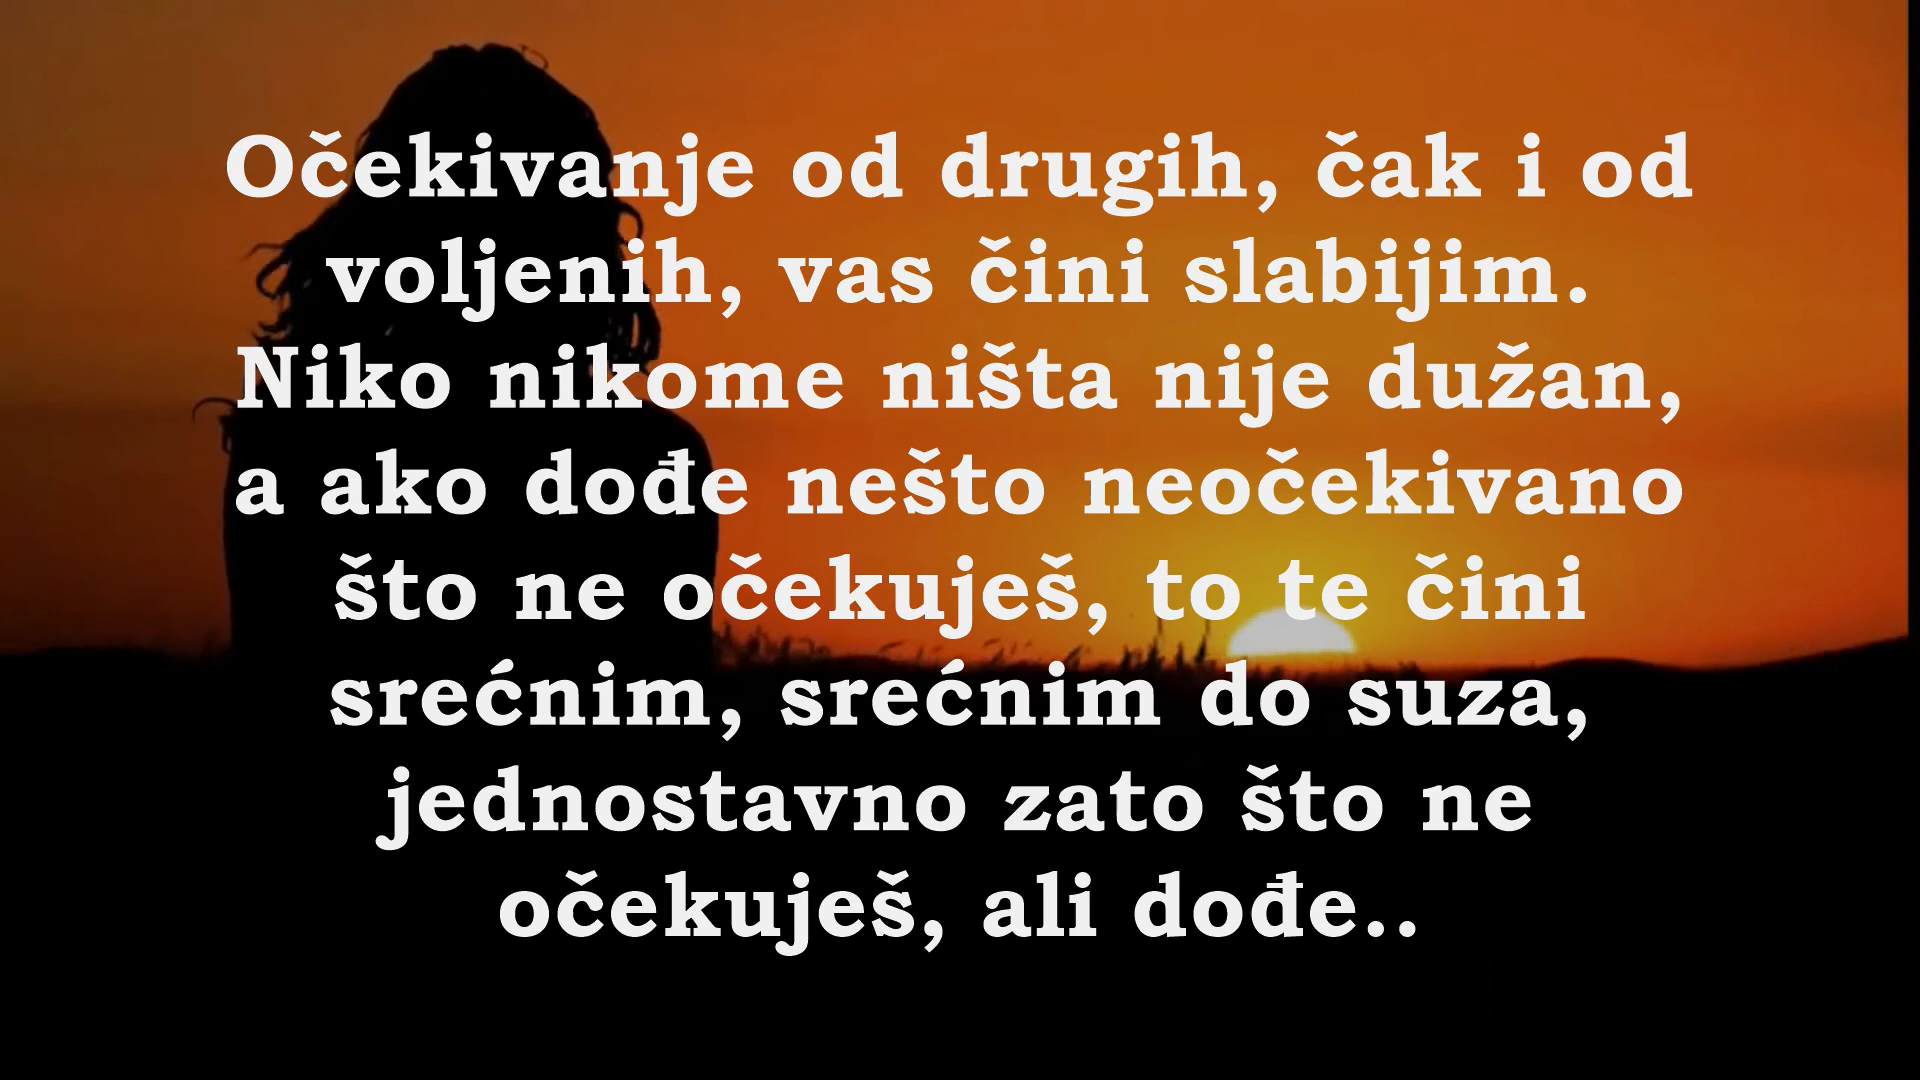 Očekivanje od drugih, čak i od
voljenih, vas čini slabijim.
Niko nikome ništa nije dužan,
a ako dođe nešto neočekivano
što ne očekuješ, to te čini
srećnim, srećnim do suza,
jednostavno zato što ne
očekuješ, ali dođe..